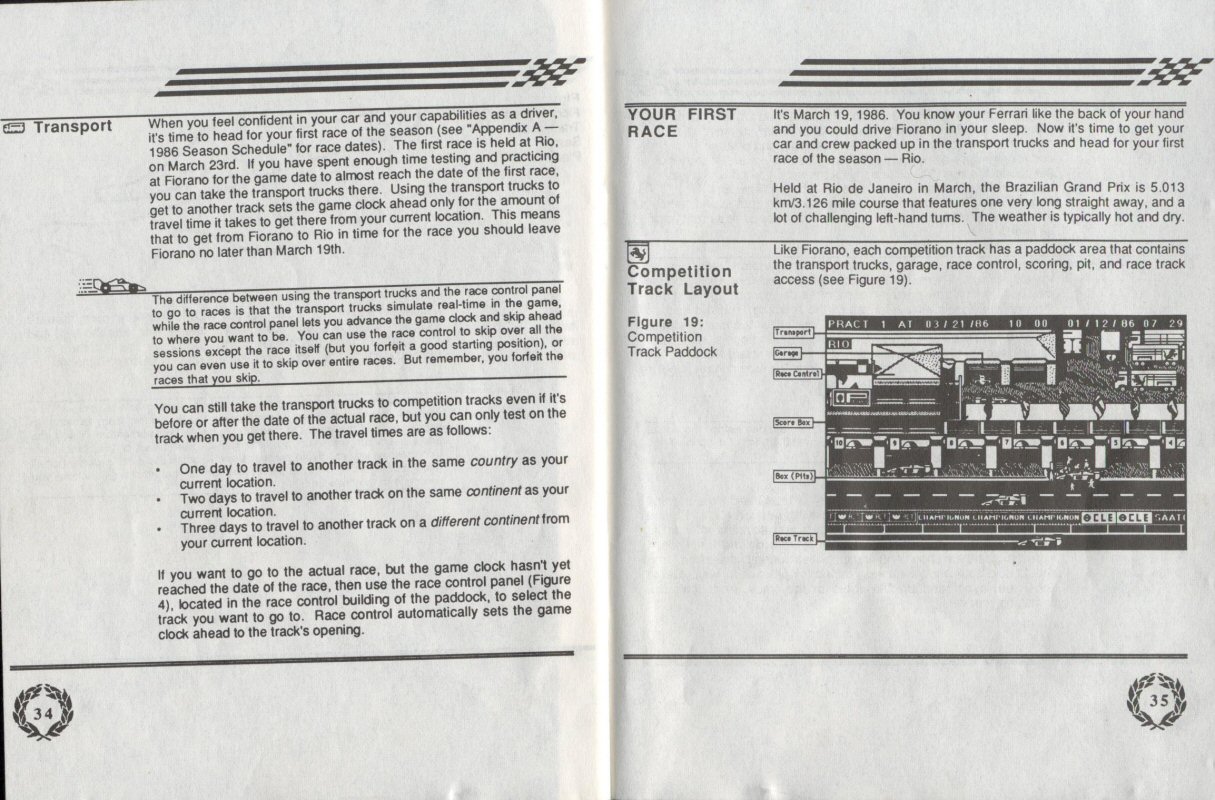 Transport
When you feel confident in your car and your capabilities as a driver,
it's time to head for your first race of the season (see "Appendix A —
1986 Season Schedule" for race dates). The first race is held at Rio,
on March 23rd. If you have spent enough time testing and practicing
at Fiorano for the game date to almost reach the date of the first race,
you can take the transport trucks there. Using the transport trucks to
get to another track sets the game clock ahead only for the amount of
travel time it takes to get there from your current location. This means
that to get from Fiorano to Rio in time for the race you should leave
Fiorano no later than March 19th.
The difference between using the transport trucks and the race control panel
to go to races is that the transport trucks simulate real-time in the game,
while the race control panel lets you advance the game clock and skip ahead
to where you want to be. You can use the race control to skip over all the
sessions except the race itself (but you forfeit a good starting position), or
you can even use it to skip over entire races. But remember, you forfeit the
races that you skip.
You can still take the transport trucks to competition tracks even if it's
before or after the date of the actual race, but you can only test on the
track when you get there. The travel times are as follows:
• One day to travel to another track in the same country as your
current location.
• Two days to travel to another track on the same continent as your
current location.
• Three days to travel to another track on a different continent from
your current location.
If you want to go to the actual race, but the game clock hasn't yet
reached the date of the race, then use the race control panel (Figure
4), located in the race control building of the paddock, to select the
track you want to go to. Race control automatically sets the game
clock ahead to the track's opening.
34
YOUR FIRST
RACE
It's March 19, 1986. You know your Ferrari like the back of your hand
and you could drive Fiorano in your sleep. Now it's time to get your
car and crew packed up in the transport trucks and head for your first
race of the season — Rio.
Held at Rio de Janeiro in March, the Brazilian Grand Prix is 5.013
km/3.126 mile course that features one very long straight away, and a
lot of challenging left-hand turns. The weather is typically hot and dry.
Competition
Track Layout
Like Fiorano, each competition track has a paddock area that contains
the transport trucks, garage, race control, scoring, pit, and race track
access (see Figure 19).
Figure 19:
Competition
Track Paddock
PRACT 1 AT 03/21/86 10 00 01/12/86 07 29
Transport
RIO
Garage
Race Control
Score Box
10 9 8 7 6 5 4
Box (Pits)
CHAMPIGNON CHAMPIGNON CHAMPIGNON CLE CLE SAAT
Race Track
35